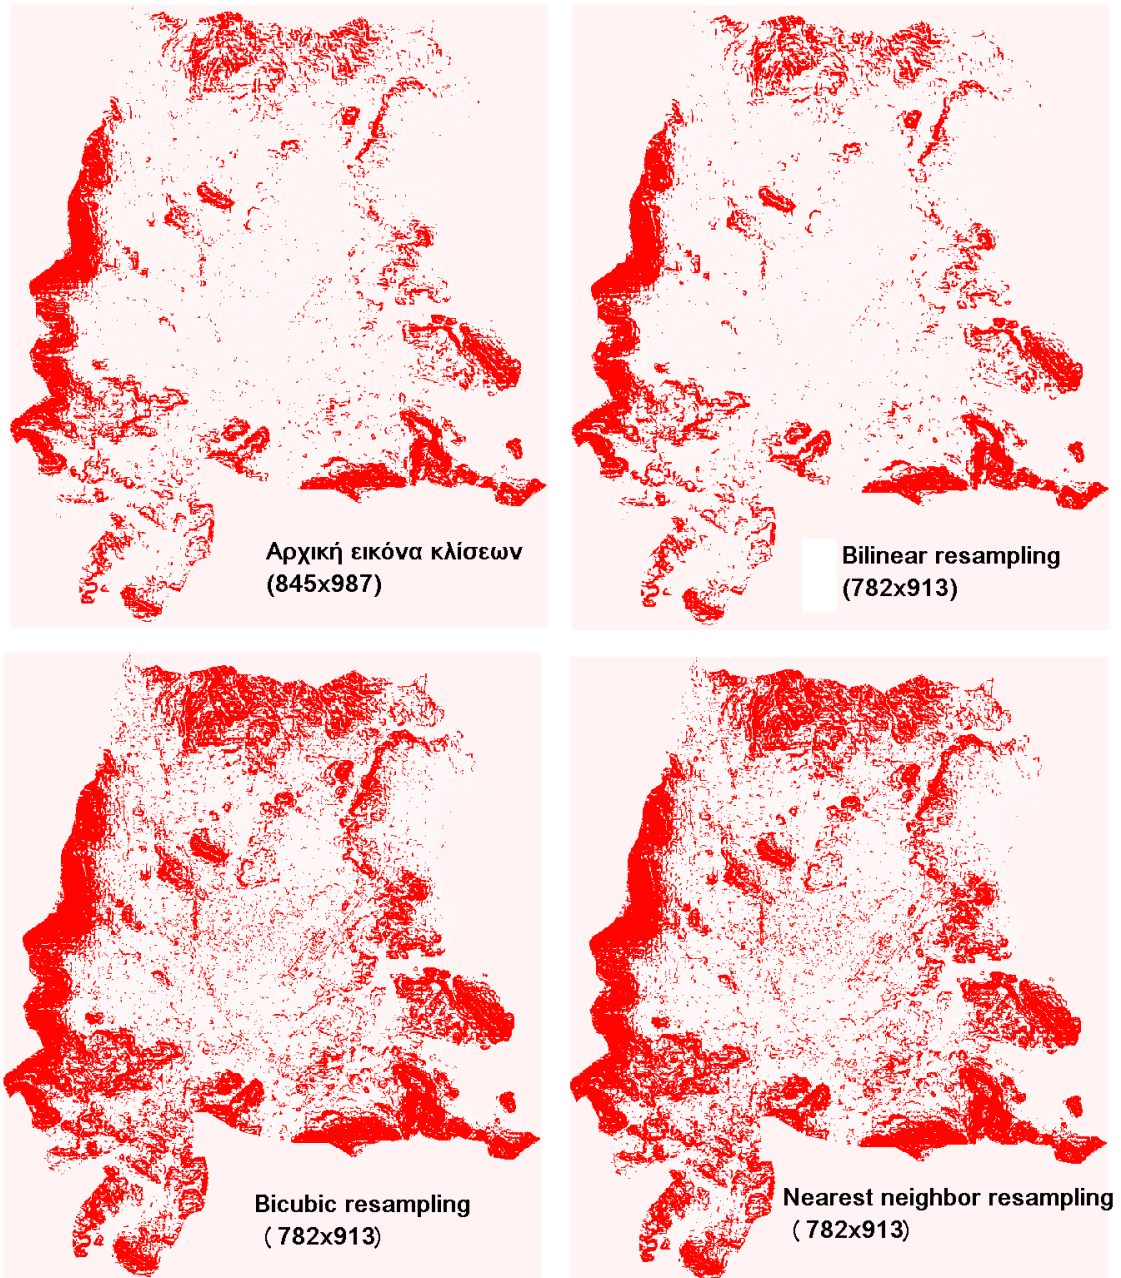 Αρχική εικόνα κλίσεων
(845x987)
Bilinear resampling
(782x913)
Bicubic resampling
( 782x913)
Nearest neighbor resampling
( 782x913)